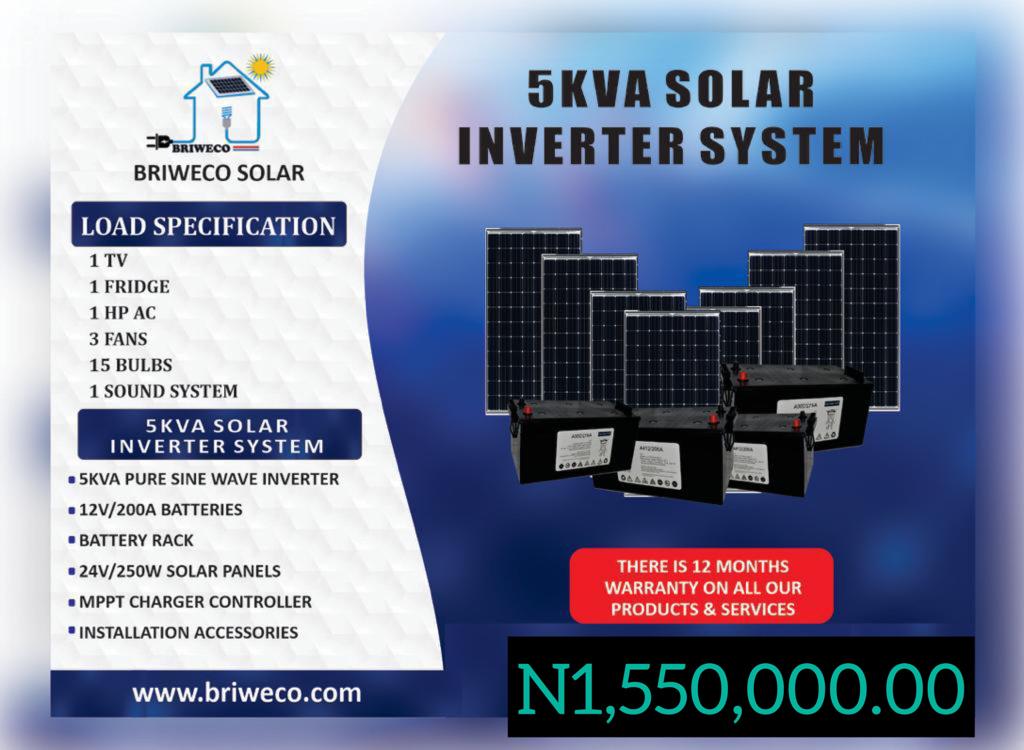 BRIWECO
BRIWECO SOLAR
LOAD SPECIFICATION
1 TV
1 FRIDGE
1 HP AC
3 FANS
15 BULBS
1 SOUND SYSTEM
5KVA SOLAR
INVERTER SYSTEM
5KVA PURE SINE WAVE INVERTER
12V/200A BATTERIES
BATTERY RACK
24V/250W SOLAR PANELS
MPPT CHARGER CONTROLLER
INSTALLATION ACCESSORIES
www.briweco.com
5KVA SOLAR
INVERTER SYSTEM
A412/200A
THERE IS 12 MONTHS
WARRANTY ON ALL OUR
PRODUCTS & SERVICES
N1,550,000.00